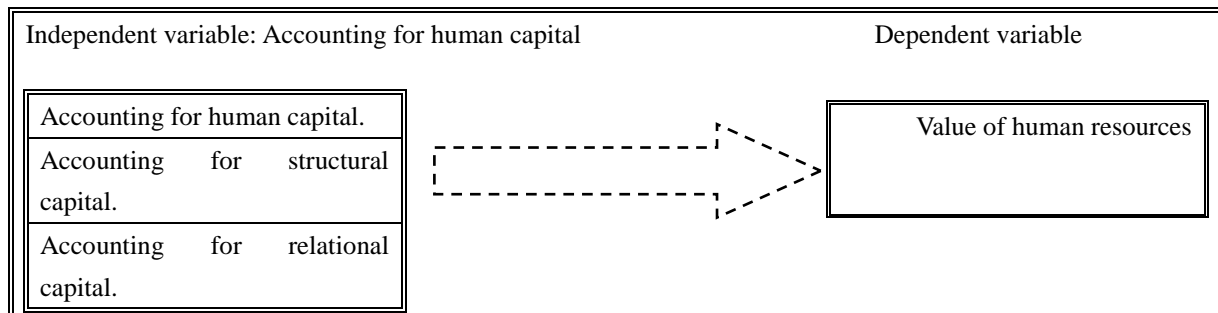 Independent variable: Accounting for human capital
Dependent variable
Accounting for human capital.
Accounting for structural
capital.
Accounting for relational
capital.
Value of human resources